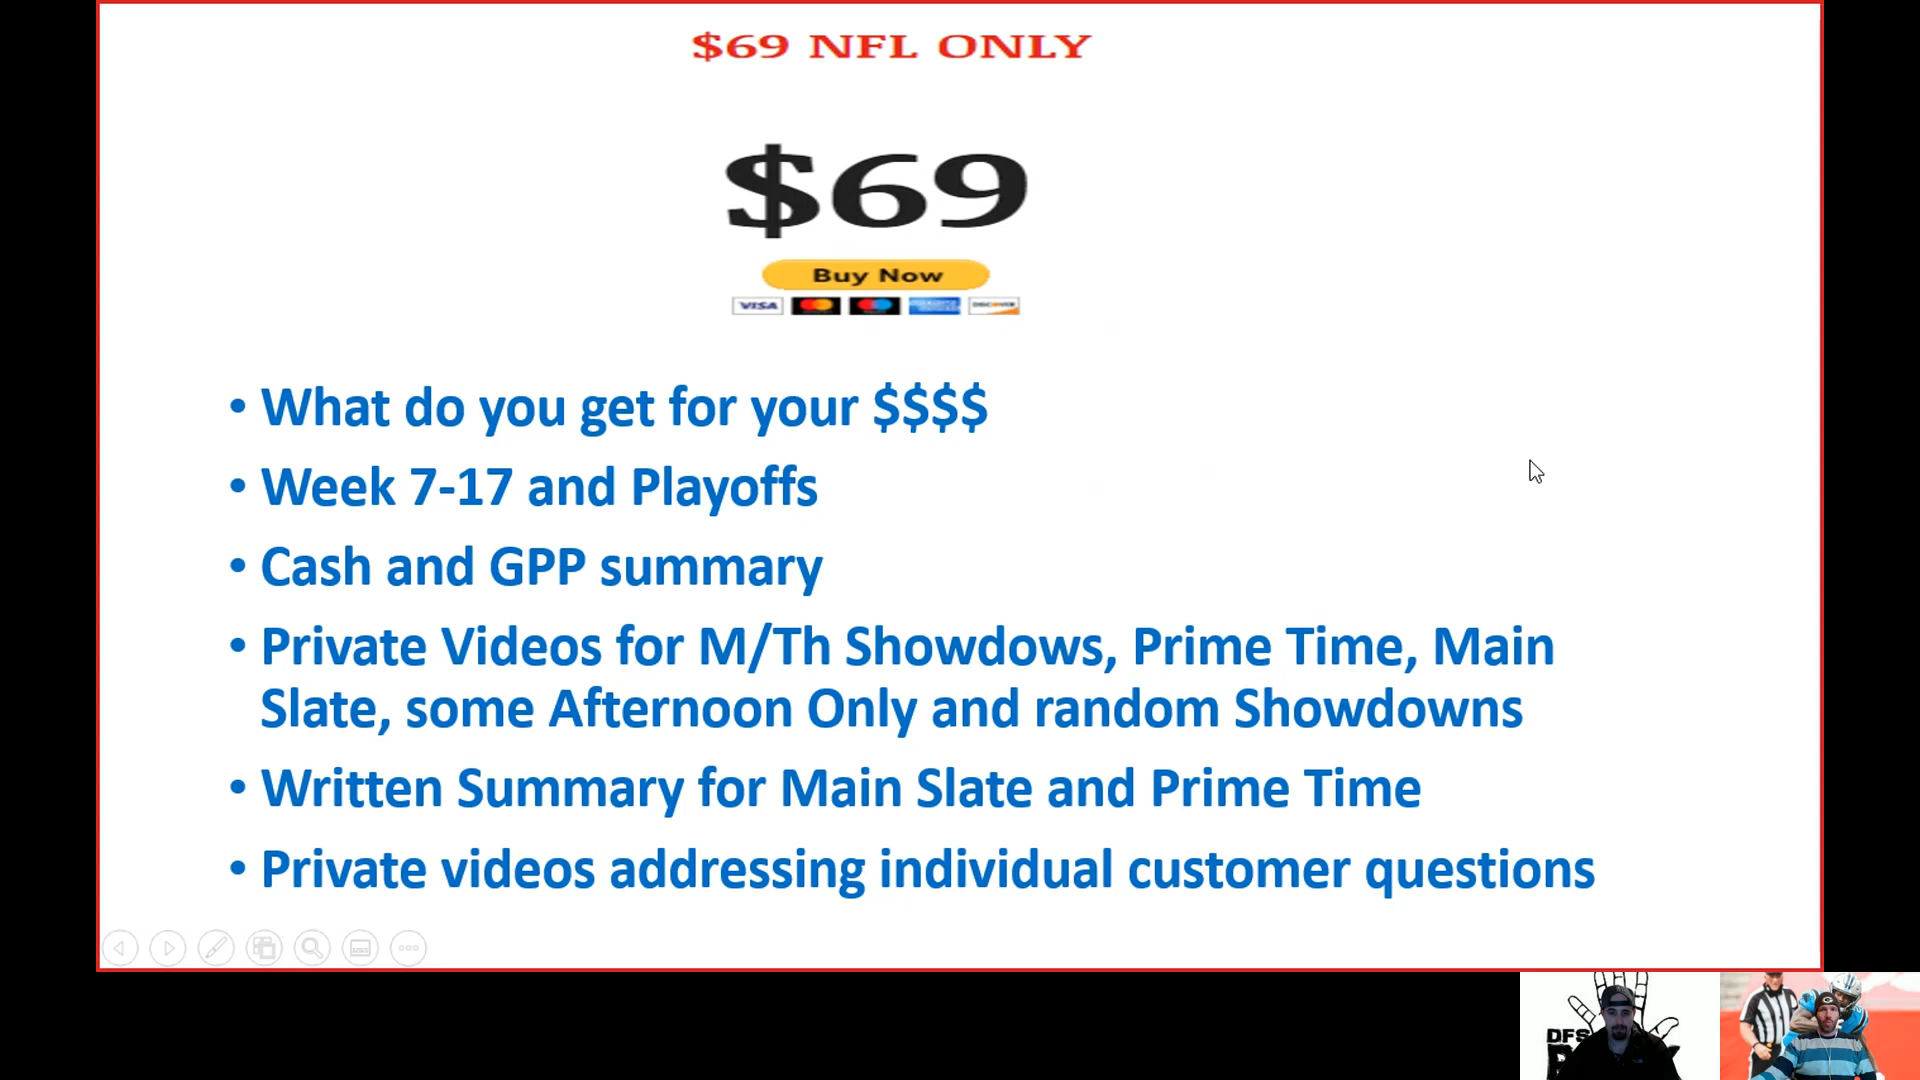 $69 NFL ONLY
$69
Buy Now
VISA
DISCOVER
• What do you get for your $$$$
• Week 7-17 and Playoffs
• Cash and GPP summary
• Private Videos for M/Th Showdows, Prime Time, Main
Slate, some Afternoon Only and random Showdowns
• Written Summary for Main Slate and Prime Time
• Private videos addressing individual customer questions
DFS